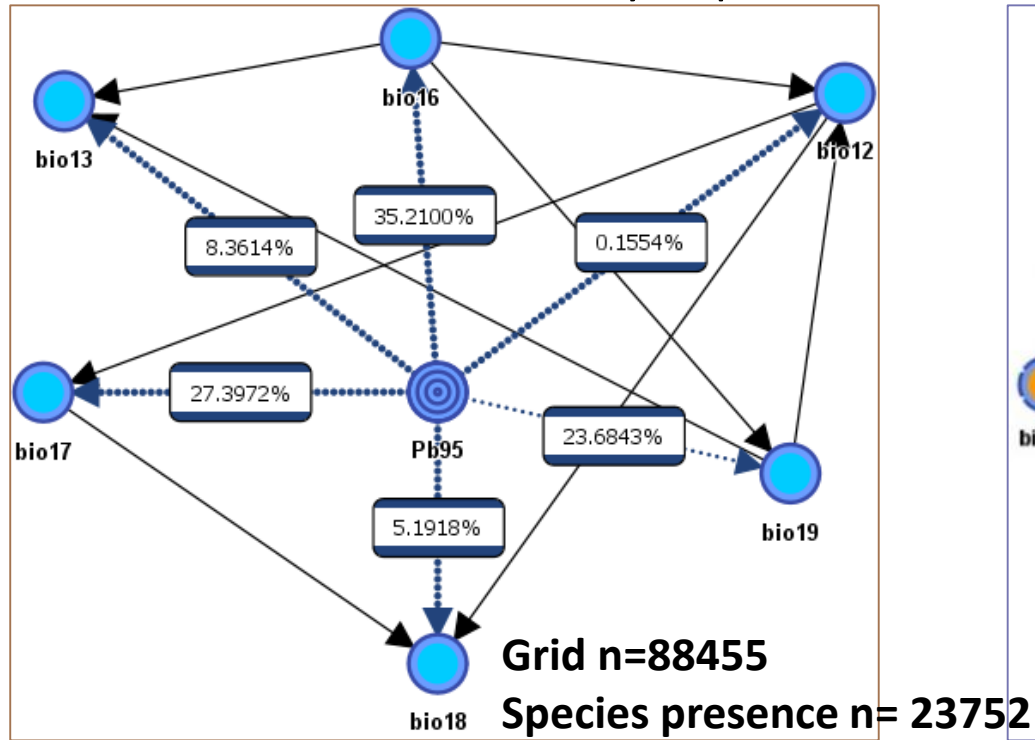 bio16
bio13
bio12
35.2100%
8.3614%
0.1554%
27.3972%
23.6843%
bio17
Pb95
bio19
5.1918%
bio18
Grid n=88455
Species presence n= 23752